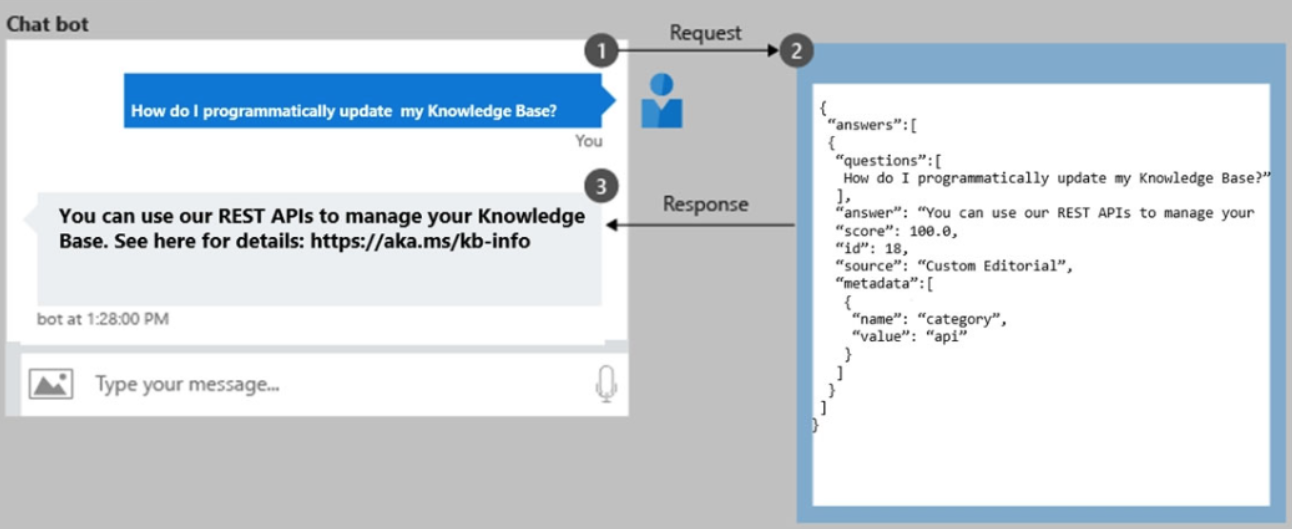 Chat bot
1
Request
2
How do I programmatically update my Knowledge Base?
You
3
You can use our REST APIs to manage your Knowledge
Base. See here for details: https://aka.ms/kb-info
Response
bot at 1:28:00 PM
Type your message...
{
“answers”:[
{
“questions”:[
How do I programmatically update my Knowledge Base?”
],
“answer”: “You can use our REST APIs to manage your
“score”: 100.0,
“id”: 18,
“source”: “Custom Editorial”,
“metadata”:[
{
“name”: “category”,
“value”: “api”
}
]
}
]
}